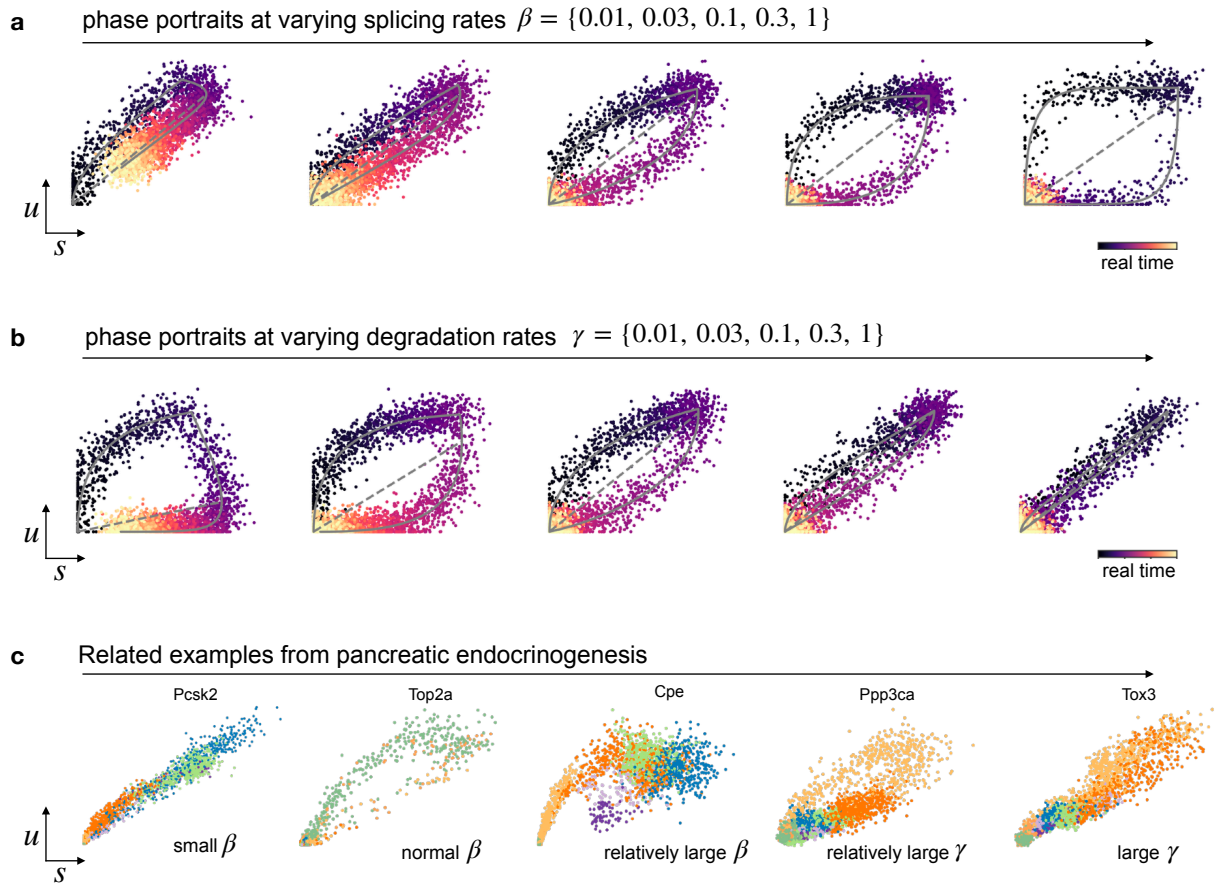 a phase portraits at varying splicing rates β = {0.01, 0.03, 0.1, 0.3, 1}
u
s
real time
b phase portraits at varying degradation rates γ = {0.01, 0.03, 0.1, 0.3, 1}
u
s
real time
c Related examples from pancreatic endocrinogenesis
Pcsk2 Top2a Cpe Ppp3ca Tox3
u
s
small β normal β relatively large β relatively large γ large γ